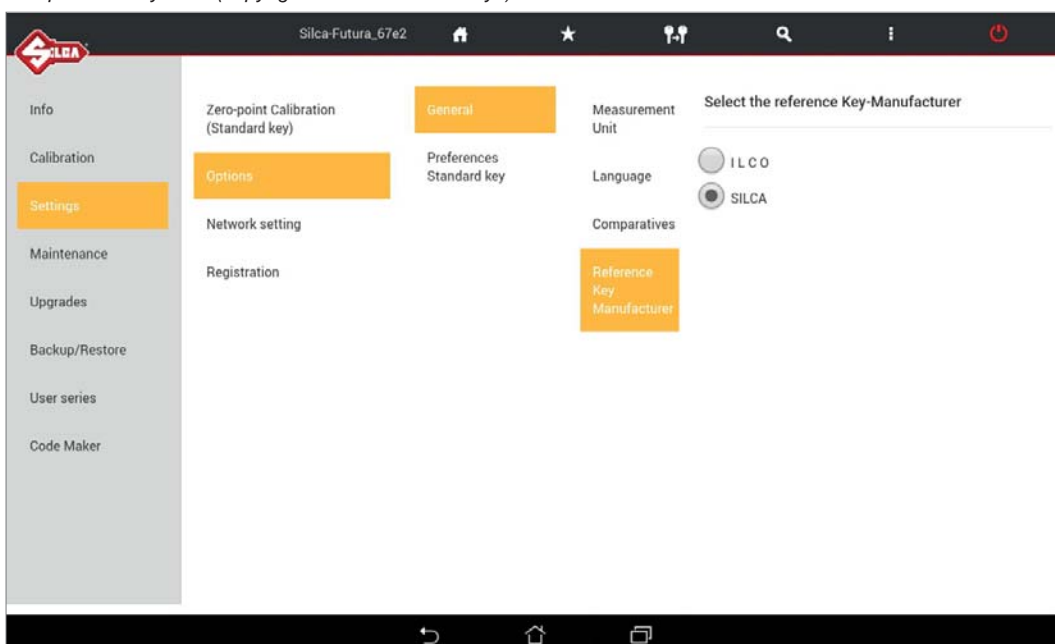 Silca-Futura_67e2
SILCA
Info
Calibration
Settings
Maintenance
Upgrades
Backup/Restore
User series
Code Maker
Zero-point Calibration
(Standard key)
Options
Network setting
Registration
General
Preferences
Standard key
Measurement
Unit
Language
Comparatives
Reference
Key
Manufacturer
Select the reference Key-Manufacturer
I L C O
SILCA